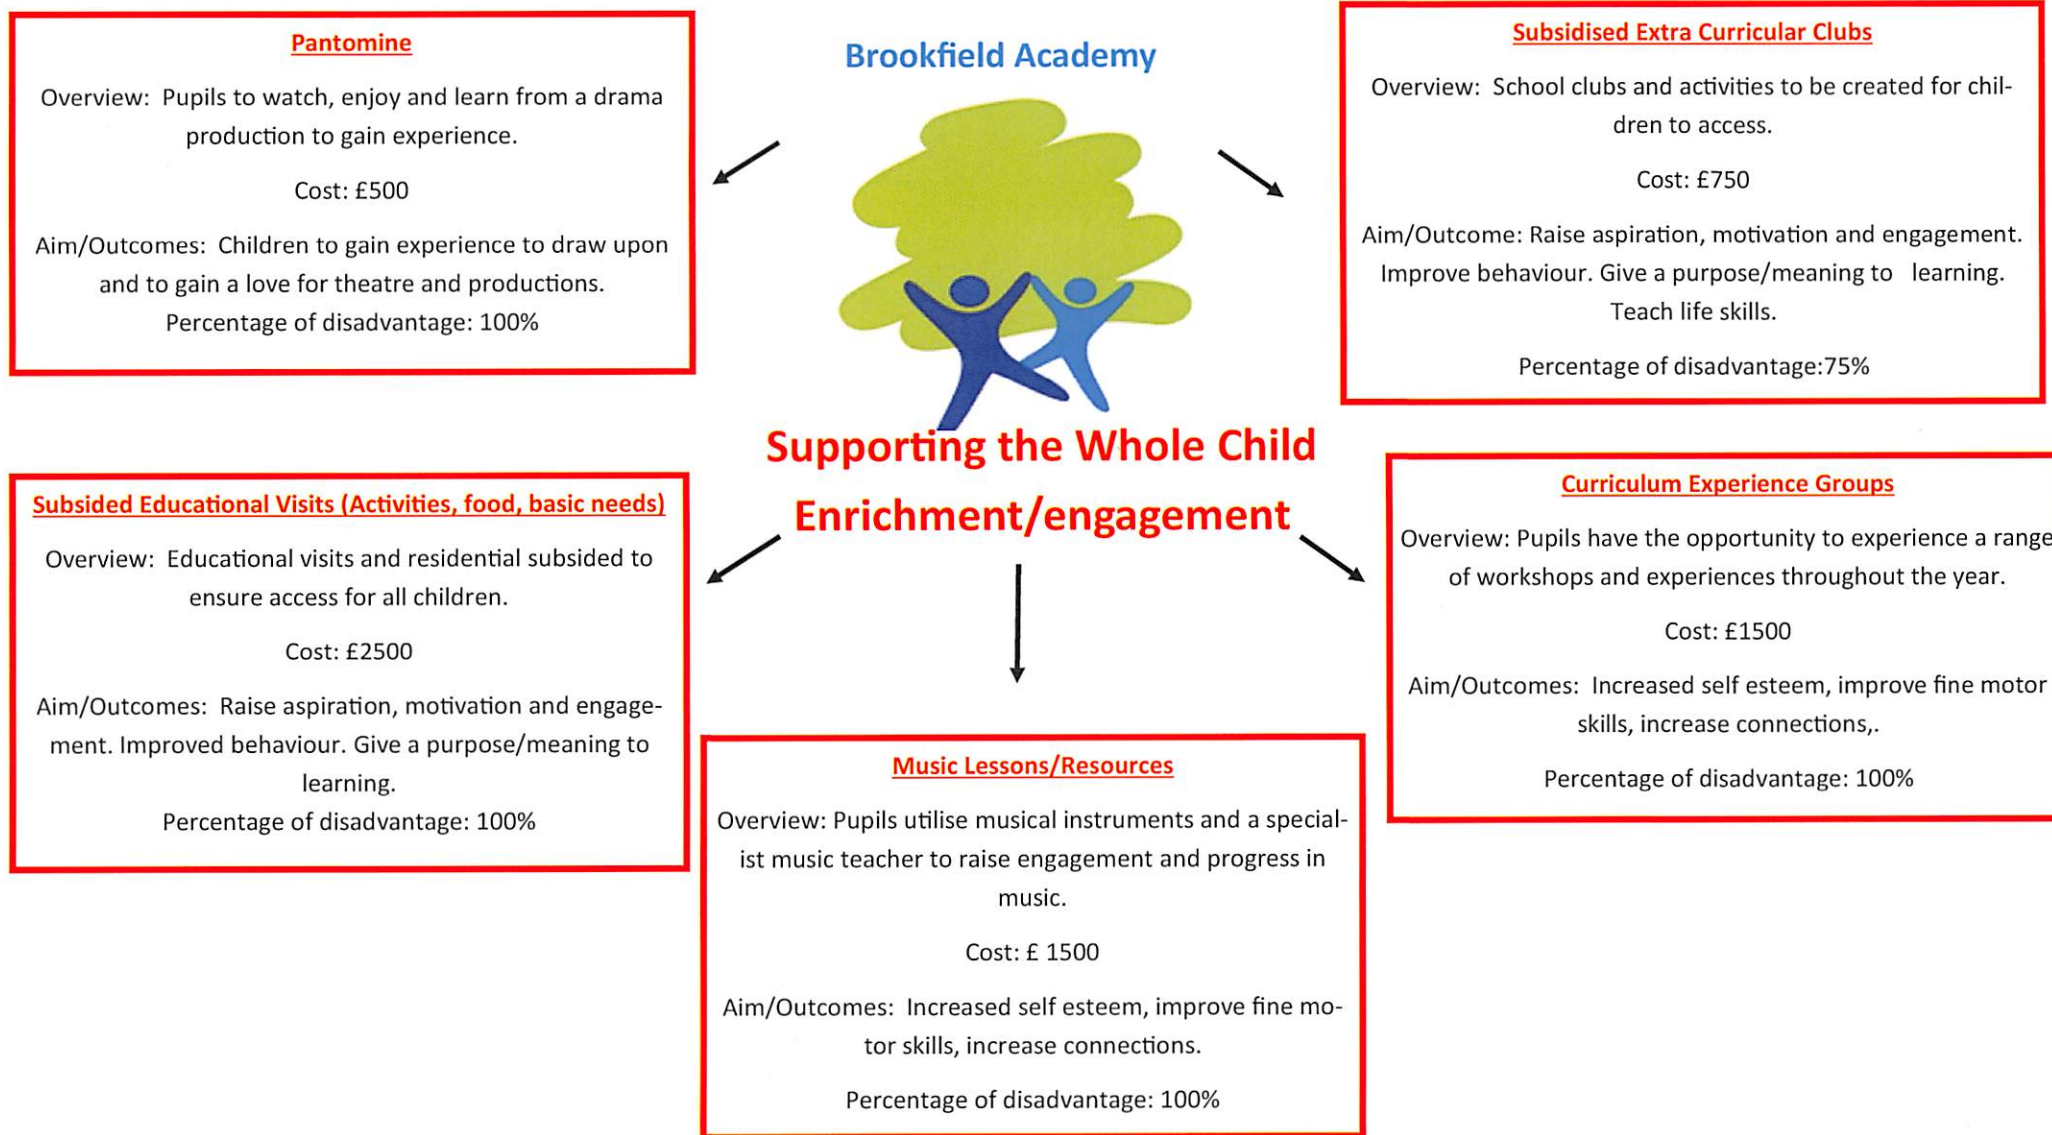 Pantomine
Overview: Pupils to watch, enjoy and learn from a drama
production to gain experience.
Cost: £500
Aim/Outcomes: Children to gain experience to draw upon
and to gain a love for theatre and productions.
Percentage of disadvantage: 100%
Brookfield Academy
Subsidised Extra Curricular Clubs
Overview: School clubs and activities to be created for chil-
dren to access.
Cost: £750
Aim/Outcome: Raise aspiration, motivation and engagement.
Improve behaviour. Give a purpose/meaning to learning.
Teach life skills.
Percentage of disadvantage:75%
Supporting the Whole Child
Enrichment/engagement
Subsided Educational Visits (Activities, food, basic needs)
Overview: Educational visits and residential subsided to
ensure access for all children.
Cost: £2500
Aim/Outcomes: Raise aspiration, motivation and engage-
ment. Improved behaviour. Give a purpose/meaning to
learning.
Percentage of disadvantage: 100%
Curriculum Experience Groups
Overview: Pupils have the opportunity to experience a range
of workshops and experiences throughout the year.
Cost: £1500
Aim/Outcomes: Increased self esteem, improve fine motor
skills, increase connections,.
Percentage of disadvantage: 100%
Music Lessons/Resources
Overview: Pupils utilise musical instruments and a special-
ist music teacher to raise engagement and progress in
music.
Cost: £ 1500
Aim/Outcomes: Increased self esteem, improve fine mo-
tor skills, increase connections.
Percentage of disadvantage: 100%